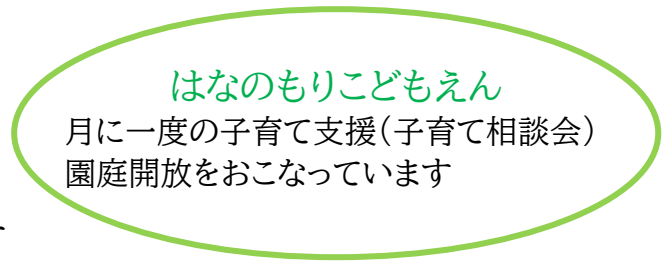 はなのもりこどもえん
月に一度の子育て支援（子育て相談会）
園庭開放をおこなっています